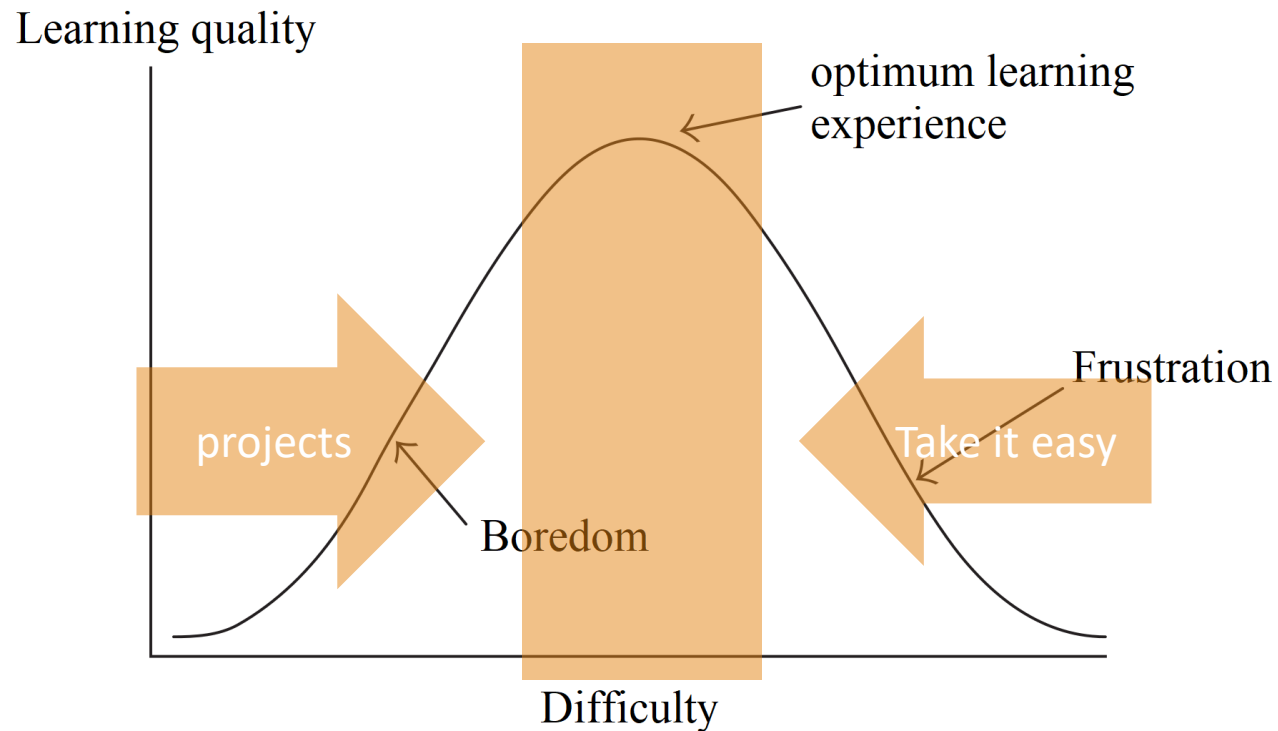 Learning quality
optimum learning
experience
Frustration
projects
Take it easy
Boredom
Difficulty